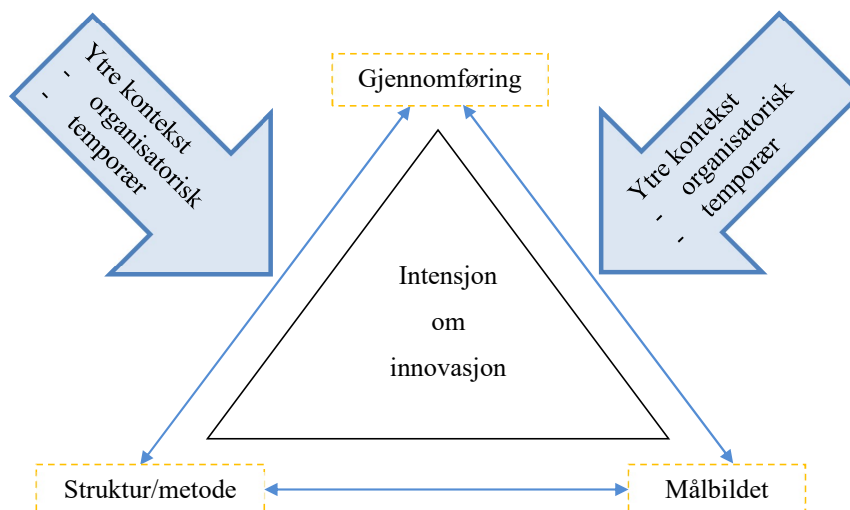 Gjennomføring
Ytre kontekst
- organisatorisk
- temporær
Ytre kontekst
- organisatorisk
- temporær
Intensjon
om
innovasjon
Struktur/metode
Målbildet